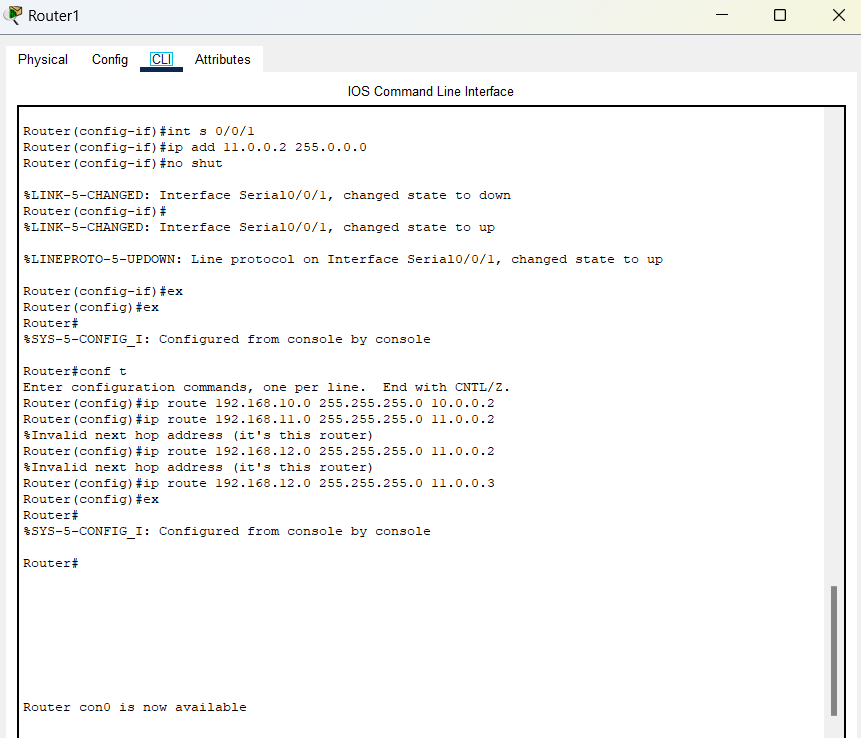 Router1
Physical Config CLI Attributes
IOS Command Line Interface
Router(config-if)#int s 0/0/1
Router(config-if)#ip add 11.0.0.2 255.0.0.0
Router(config-if)#no shut
%LINK-5-CHANGED: Interface Serial0/0/1, changed state to down
Router(config-if)#
%LINK-5-CHANGED: Interface Serial0/0/1, changed state to up
%LINEPROTO-5-UPDOWN: Line protocol on Interface Serial0/0/1, changed state to up
Router(config-if)#ex
Router(config)#ex
Router#
%SYS-5-CONFIG_I: Configured from console by console
Router#conf t
Enter configuration commands, one per line.  End with CNTL/Z.
Router(config)#ip route 192.168.10.0 255.255.255.0 10.0.0.2
Router(config)#ip route 192.168.11.0 255.255.255.0 11.0.0.2
%Invalid next hop address (it's this router)
Router(config)#ip route 192.168.12.0 255.255.255.0 11.0.0.2
%Invalid next hop address (it's this router)
Router(config)#ip route 192.168.12.0 255.255.255.0 11.0.0.3
Router(config)#ex
Router#
%SYS-5-CONFIG_I: Configured from console by console
Router#
Router con0 is now available